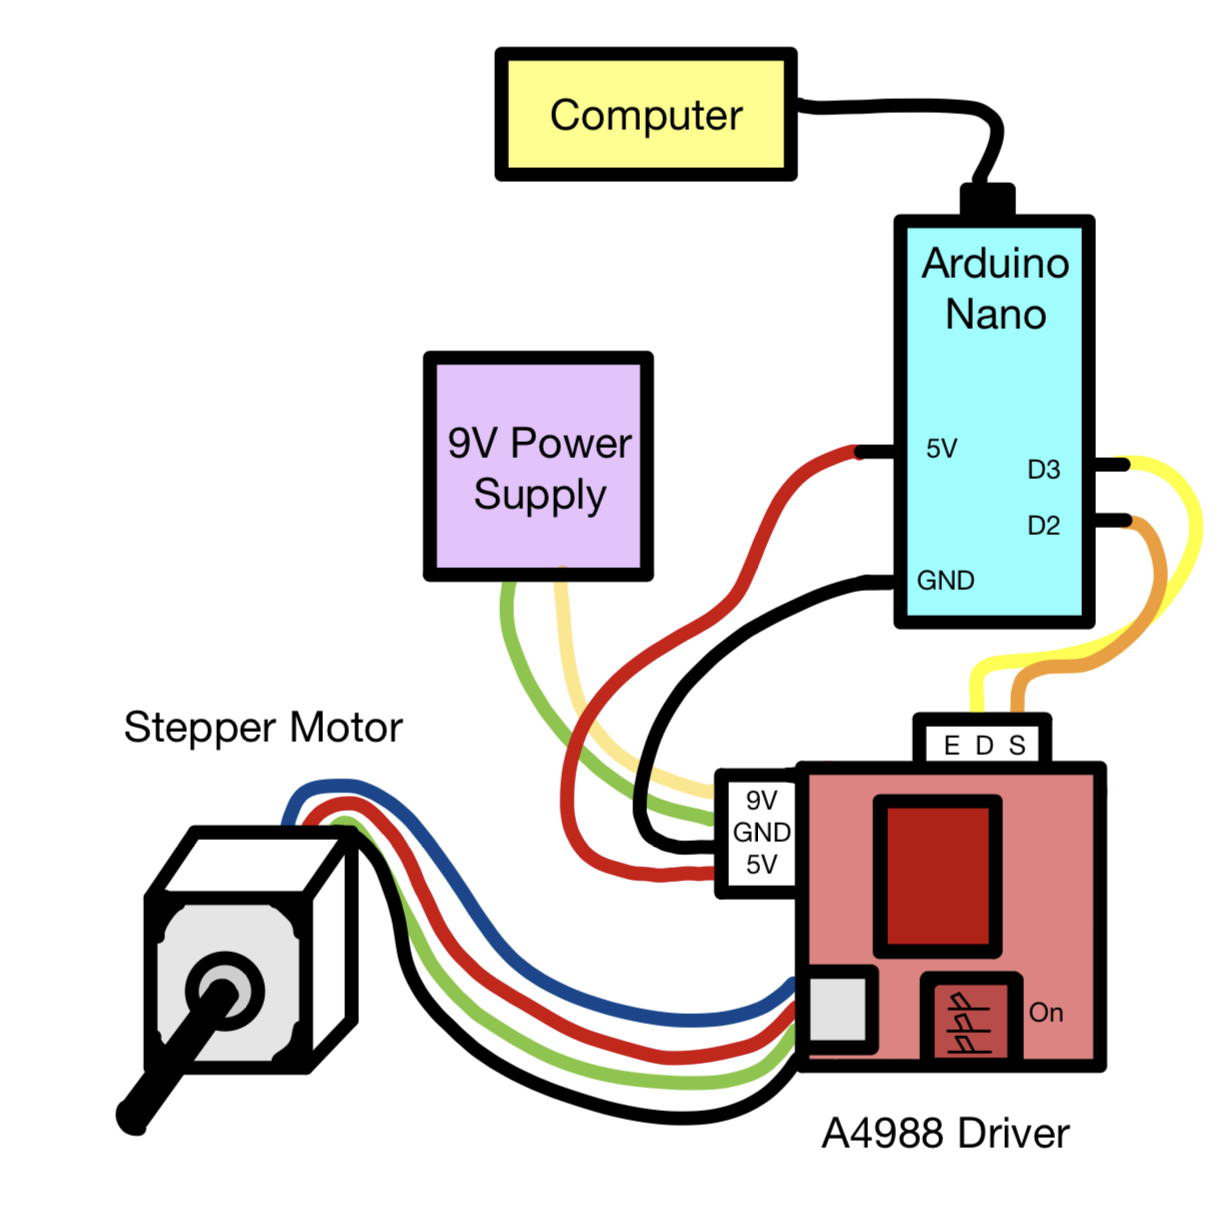 Computer
Arduino
Nano
9V Power
Supply
5V
D3
D2
GND
Stepper Motor
E D S
9V
GND
5V
On
A4988 Driver